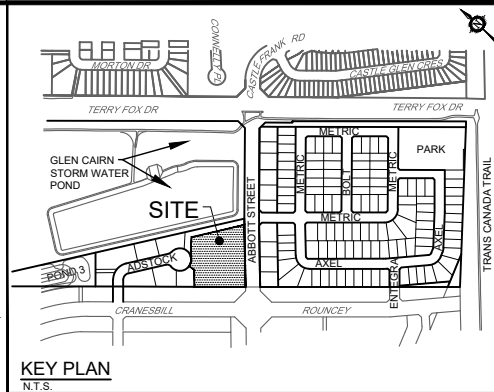 MORTON DR
CONNELLY PL
CASTLE FRANK RD
CASTLE GLEN CRES
TERRY FOX DR
TERRY FOX DR
GLEN CAIRN
STORM WATER
POND
SITE
ABBOTT STREET
METRIC
METRIC
BOLT
METRIC
METRIC
PARK
AXEL
AXEL
ENTEGRA
TRANS CANADA TRAIL
POND 3
ADSTOCK
CRANESBILL
ROUNCEY
KEY PLAN
N.T.S.